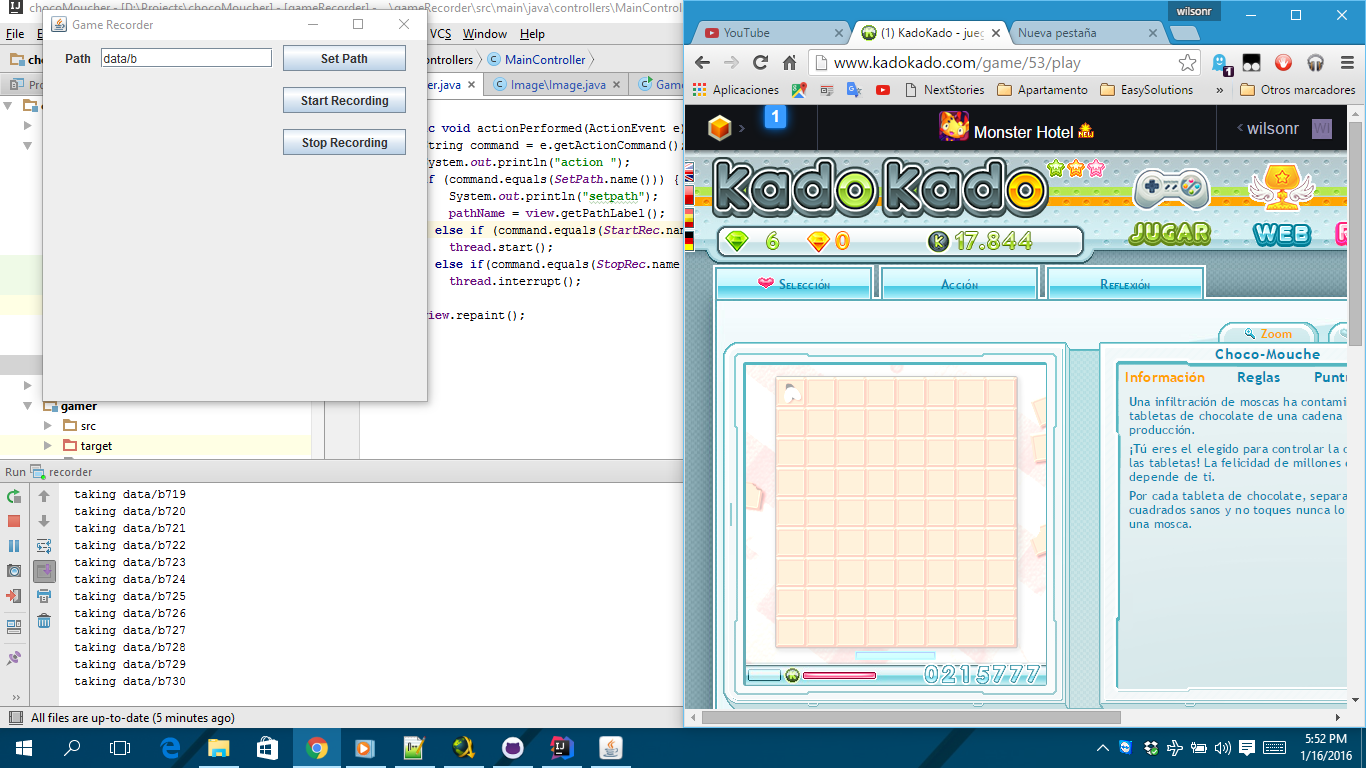 chocoMoucher - [D:\Projects\chocoMoucher] - [gameRecorder] - ...\gameRecorder\src\main\java\controllers\MainControl
Game Recorder
File
VCS Window Help
controllers MainController
Path data/b Set Path
Start Recording
Stop Recording
Image\Image.java
void actionPerformed(ActionEvent e)
string command = e.getActionCommand();
System.out.println("action ");
if (command.equals(SetPath.name())) {
System.out.println("setpath");
pathName = view.getPathLabel();
else if (command.equals(StartRec.na
thread.start();
else if(command.equals(StopRec.name
thread.interrupt();
view.repaint();
gamer
src
target
Run recorder
taking data/b719
taking data/b720
taking data/b721
taking data/b722
taking data/b723
taking data/b724
taking data/b725
taking data/b726
taking data/b727
taking data/b728
taking data/b729
taking data/b730
All files are up-to-date (5 minutes ago)
wilsonr
YouTube
(1) KadoKado - jueg
Nueva pestaña
www.kadokado.com/game/53/play
1
Aplicaciones
NextStories
Apartamento
EasySolutions
»
Otros marcadores
1
Monster Hotel NEW
wilsonr
WI
kadokado
6 0 K 17.844
JUGAR WEB
Selección Acción Reflexión
Zoom
Choco-Mouche
Información Reglas Puntu
Una infiltración de moscas ha contami
tabletas de chocolate de una cadena
producción.
¡Tú eres el elegido para controlar la c
las tabletas! La felicidad de millones
depende de ti.
Por cada tableta de chocolate, separa
cuadrados sanos y no toques nunca lo
una mosca.
0215777
5:52 PM
1/16/2016